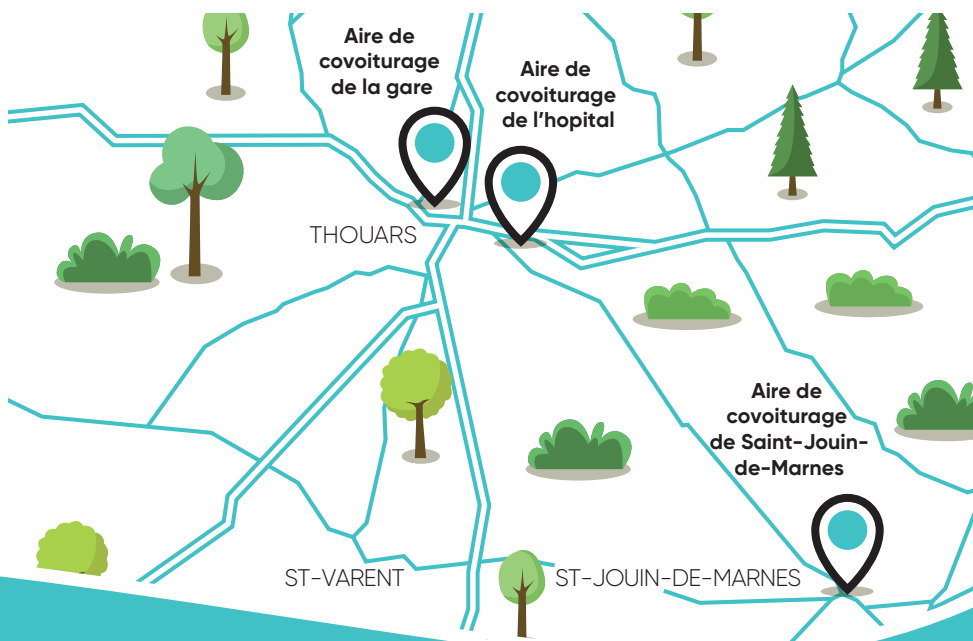 Aire de
covoiturage
de la gare
Aire de
covoiturage
de l'hopital
THOUARS
Aire de
covoiturage
de Saint-Jouin-
de-Marnes
ST-VARENT
ST-JOUIN-DE-MARNES